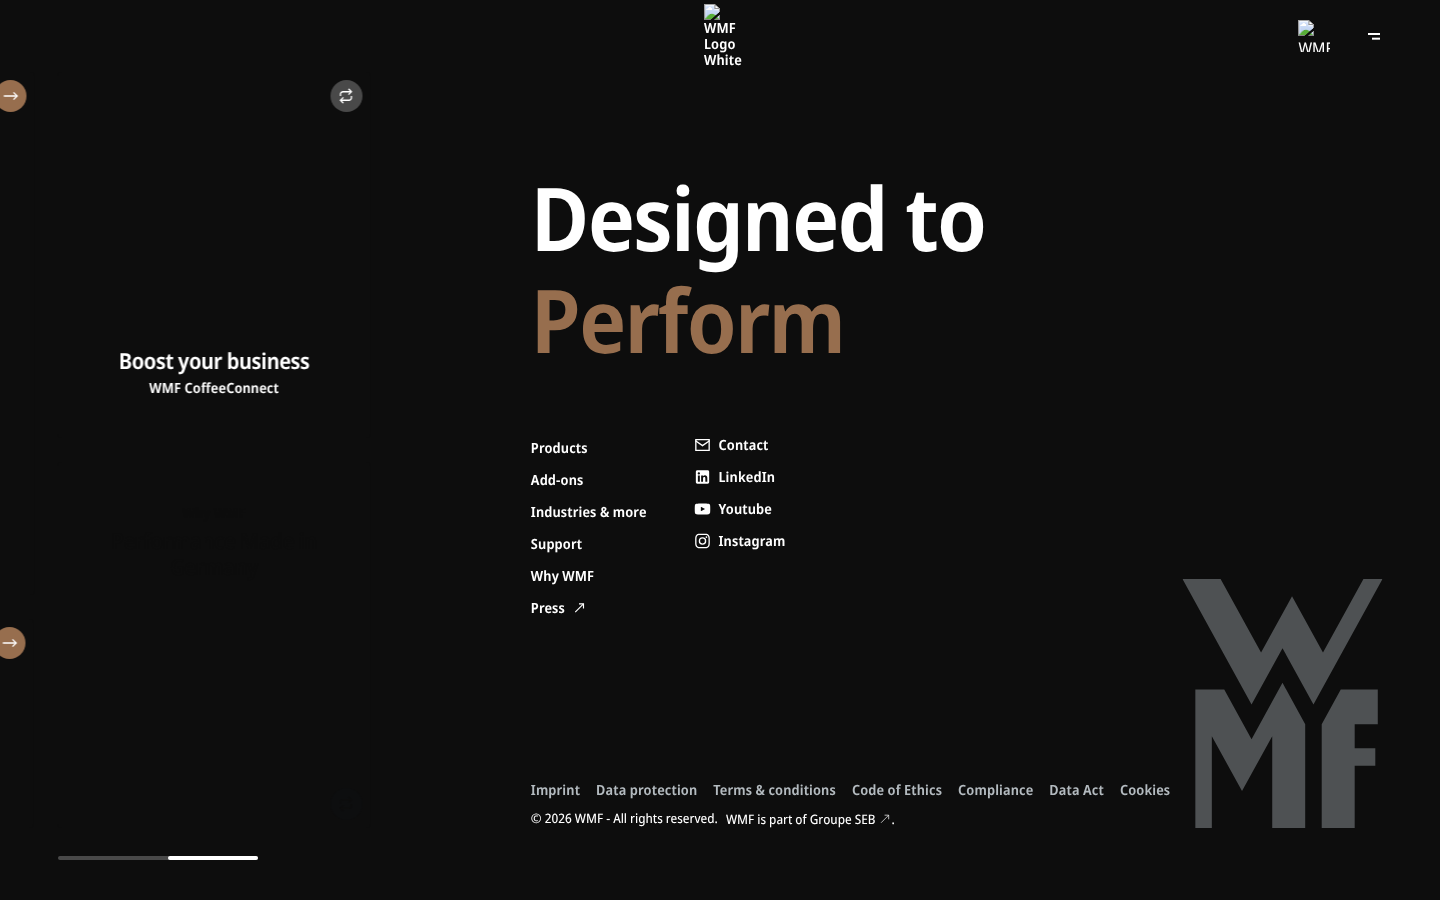 WMF
Logo
White
WMF
Designed to
Perform
Boost your business
WMF CoffeeConnect
Products
Add-ons
Industries & more
Support
Why WMF
Press
Contact
LinkedIn
Youtube
Instagram
WMF
Imprint Data protection Terms & conditions Code of Ethics Compliance Data Act Cookies
© 2026 WMF - All rights reserved. WMF is part of Groupe SEB .